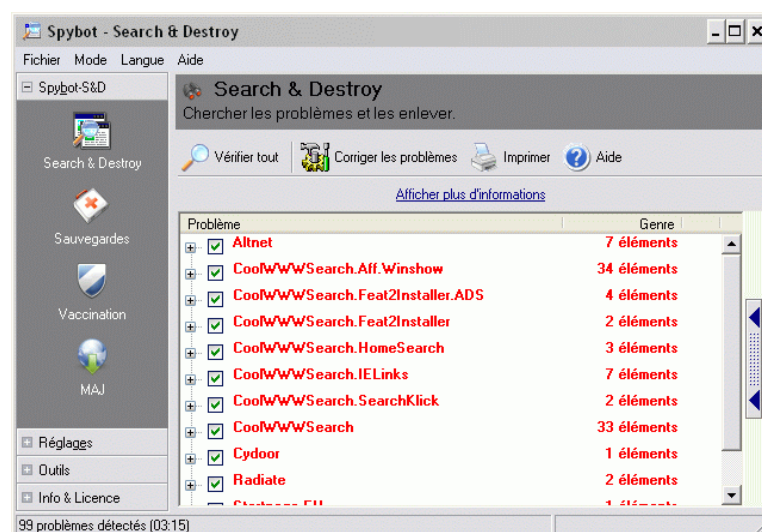 Spybot - Search & Destroy
Fichier Mode Langue Aide
Spybot-S&D
Search & Destroy
Sauvegardes
Vaccination
MAJ
Réglages
Outils
Info & Licence
Search & Destroy
Chercher les problèmes et les enlever.
Vérifier tout Corriger les problèmes Imprimer Aide
Afficher plus d'informations
Problème Genre
Altnet 7 éléments
CoolWWWSearch.Aff.Winshow 34 éléments
CoolWWWSearch.Feat2Installer.ADS 4 éléments
CoolWWWSearch.Feat2Installer 2 éléments
CoolWWWSearch.HomeSearch 3 éléments
CoolWWWSearch.IELinks 7 éléments
CoolWWWSearch.SearchKlick 2 éléments
CoolWWWSearch 33 éléments
Cydoor 1 éléments
Radiate 2 éléments
1 éléments
99 problèmes détectés (03:15)